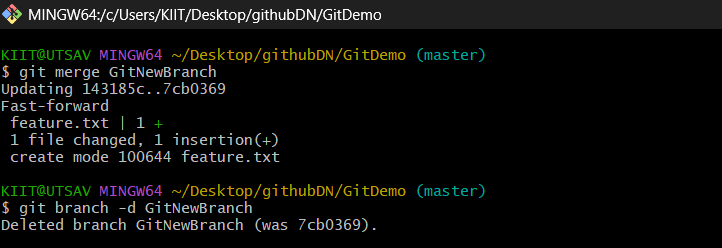 MINGW64:/c/Users/KIIT/Desktop/githubDN/GitDemo
KIIT@UTSAV MINGW64 ~/Desktop/githubDN/GitDemo (master)
$ git merge GitNewBranch
Updating 143185c..7cb0369
Fast-forward
 feature.txt | 1 +
 1 file changed, 1 insertion(+)
 create mode 100644 feature.txt
KIIT@UTSAV MINGW64 ~/Desktop/githubDN/GitDemo (master)
$ git branch -d GitNewBranch
Deleted branch GitNewBranch (was 7cb0369).